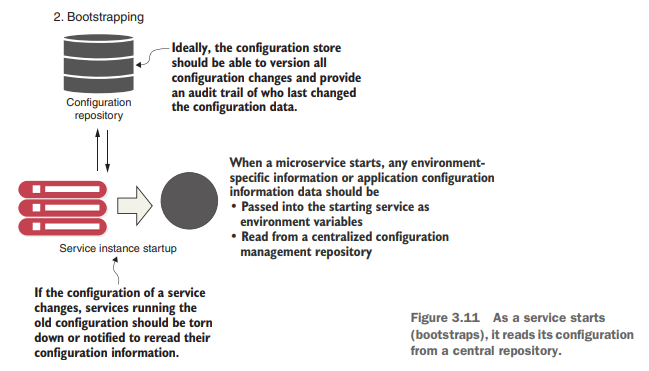 2. Bootstrapping
Ideally, the configuration store
should be able to version all
configuration changes and provide
an audit trail of who last changed
the configuration data.
Configuration
repository
When a microservice starts, any environment-
specific information or application configuration
information data should be
• Passed into the starting service as
environment variables
• Read from a centralized configuration
management repository
Service instance startup
If the configuration of a service
changes, services running the
old configuration should be torn
down or notified to reread their
configuration information.
Figure 3.11 As a service starts
(bootstraps), it reads its configuration
from a central repository.